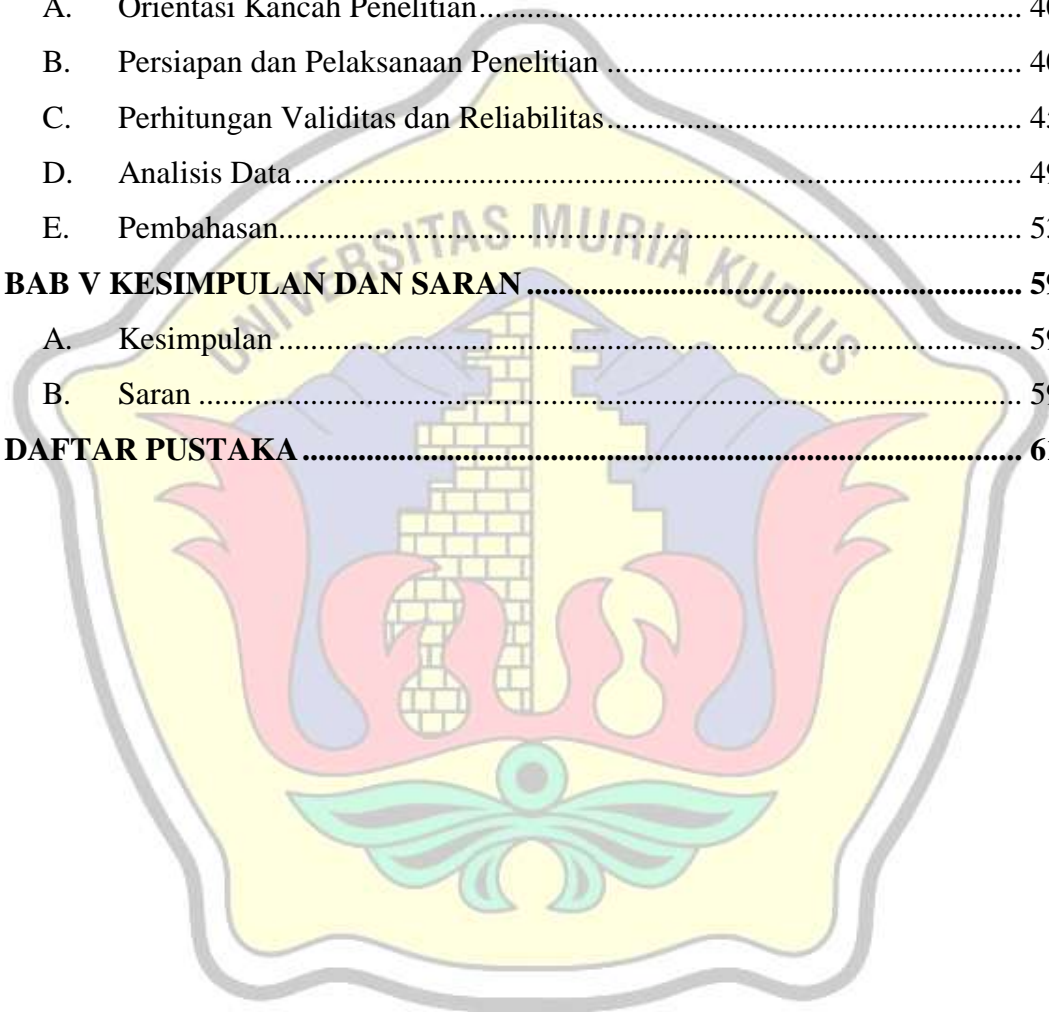 A. Orientasi Kancah Penelitian
B. Persiapan dan Pelaksanaan Penelitian
C. Perhitungan Validitas dan Reliabilitas
D. Analisis Data
E. Pembahasan
UNIVERSITAS MURIA KUDUS
BAB V KESIMPULAN DAN SARAN
A. Kesimpulan
B. Saran
DAFTAR PUSTAKA